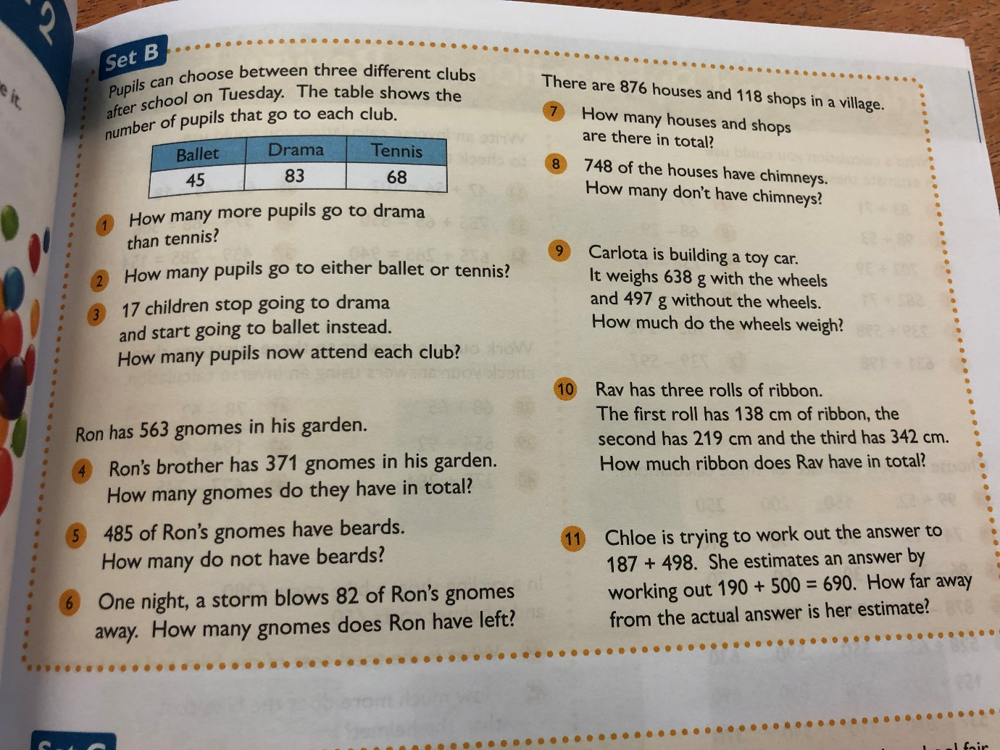 2
e it.
Set B
Pupils can choose between three different clubs
after school on Tuesday. The table shows the
number of pupils that go to each club.
Ballet Drama Tennis
45 83 68
1 How many more pupils go to drama
than tennis?
2 How many pupils go to either ballet or tennis?
3 17 children stop going to drama
and start going to ballet instead.
How many pupils now attend each club?
Ron has 563 gnomes in his garden.
4 Ron's brother has 371 gnomes in his garden.
How many gnomes do they have in total?
5 485 of Ron's gnomes have beards.
How many do not have beards?
6 One night, a storm blows 82 of Ron's gnomes
away. How many gnomes does Ron have left?
There are 876 houses and 118 shops in a village.
7 How many houses and shops
are there in total?
8 748 of the houses have chimneys.
How many don't have chimneys?
9 Carlota is building a toy car.
It weighs 638 g with the wheels
and 497 g without the wheels.
How much do the wheels weigh?
10 Rav has three rolls of ribbon.
The first roll has 138 cm of ribbon, the
second has 219 cm and the third has 342 cm.
How much ribbon does Rav have in total?
11 Chloe is trying to work out the answer to
187 + 498. She estimates an answer by
working out 190 + 500 = 690. How far away
from the actual answer is her estimate?
Set C
fair